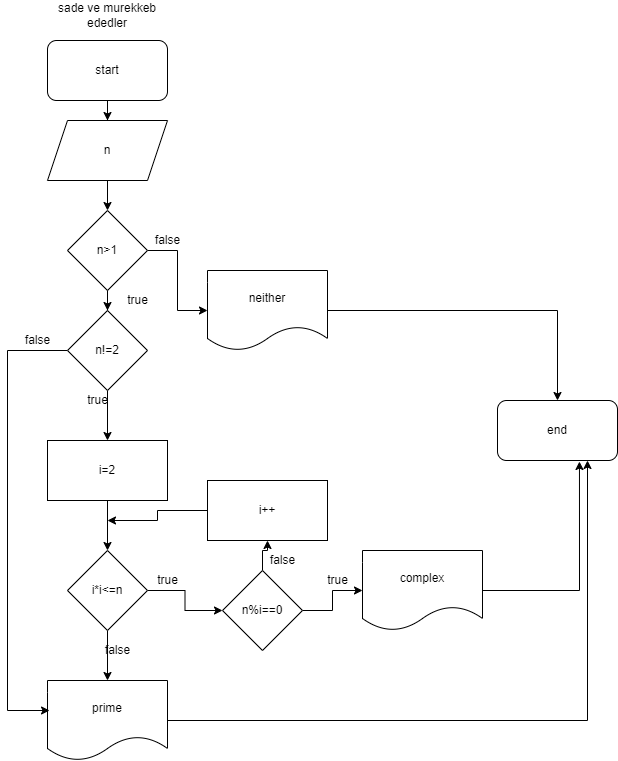 sade ve murekkeb
ededler
start
n
n>1
false
true
neither
n!=2
false
true
end
i=2
i++
i*i<=n
true
false
n%i==0
true
complex
false
prime